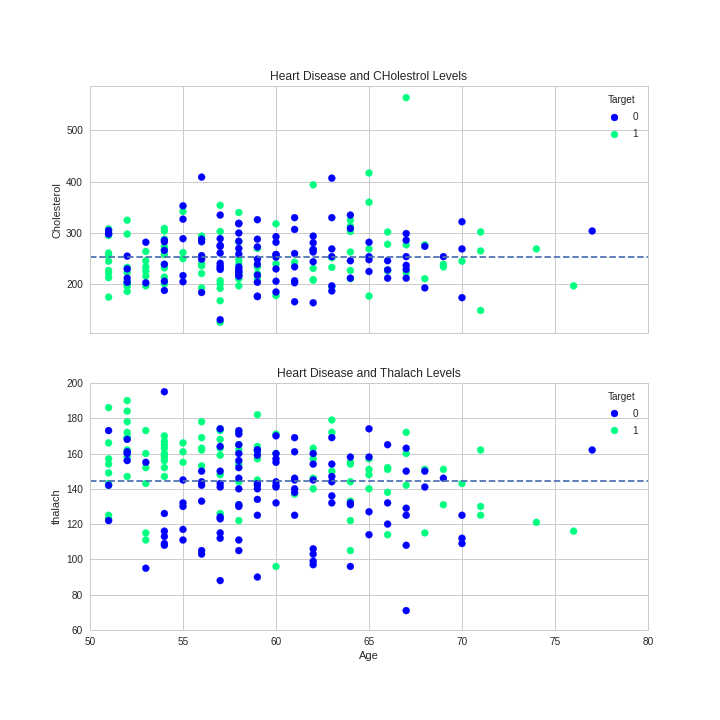 Heart Disease and CHolestrol Levels
Target
0
1
500
400
300
200
Cholesterol
Heart Disease and Thalach Levels
Target
0
1
200
180
160
140
120
100
80
60
thalach
50 55 60 65 70 75 80
Age